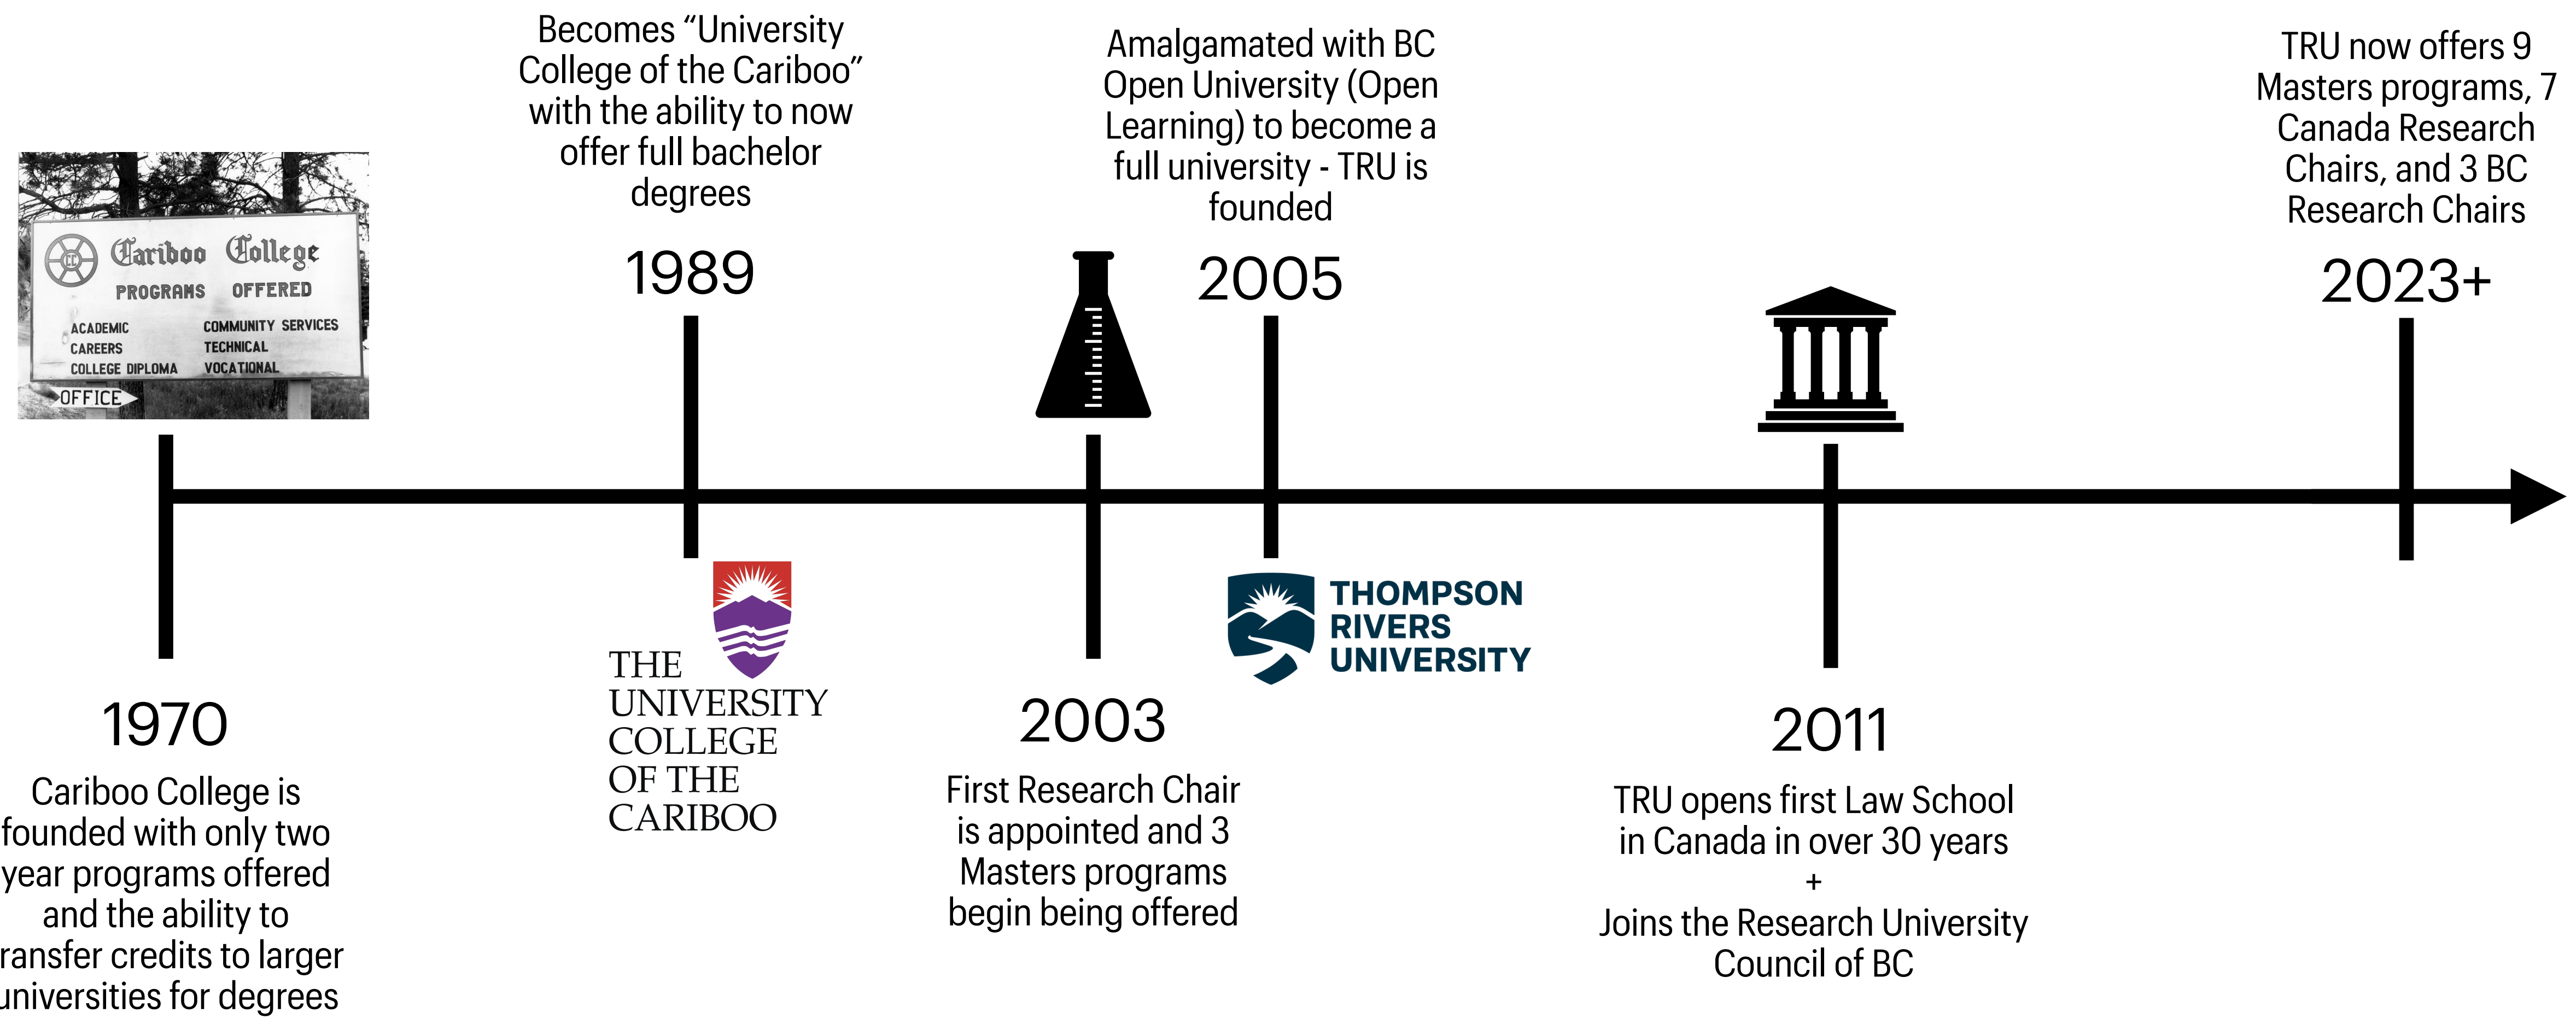 Cariboo College
PROGRAMS OFFERED
ACADEMIC
CAREERS
COLLEGE DIPLOMA
COMMUNITY SERVICES
TECHNICAL
VOCATIONAL
OFFICE
1970
Cariboo College is
founded with only two
year programs offered
and the ability to
ransfer credits to larger
universities for degrees
Becomes “University
College of the Cariboo”
with the ability to now
offer full bachelor
degrees
1989
THE
UNIVERSITY
COLLEGE
OF THE
CARIBOO
2003
First Research Chair
is appointed and 3
Masters programs
begin being offered
Amalgamated with BC
Open University (Open
Learning) to become a
full university - TRU is
founded
2005
THOMPSON
RIVERS
UNIVERSITY
2011
TRU opens first Law School
in Canada in over 30 years
+
Joins the Research University
Council of BC
TRU now offers 9
Masters programs, 7
Canada Research
Chairs, and 3 BC
Research Chairs
2023+